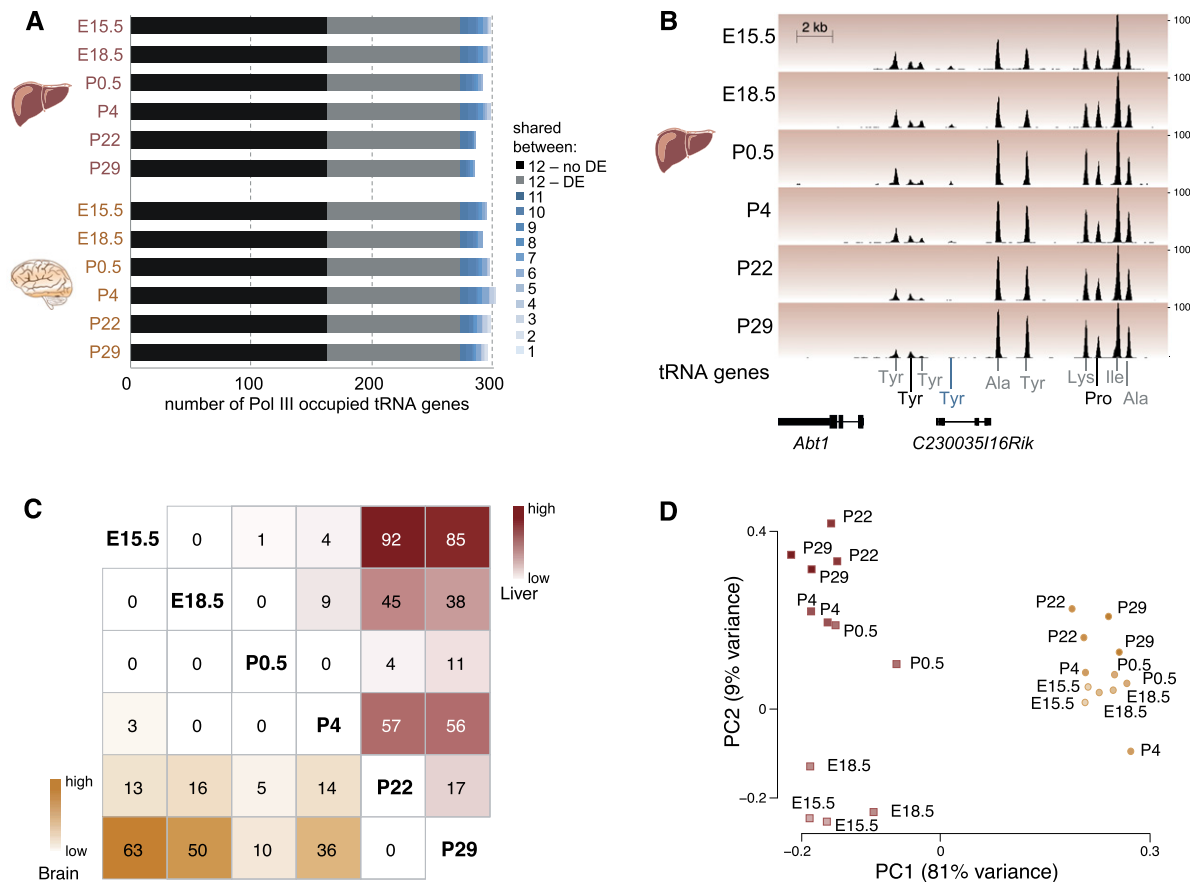 A
E15.5
E18.5
P0.5
P4
P22
P29
E15.5
E18.5
P0.5
P4
P22
P29
0
100
200
300
number of Pol III occupied tRNA genes
shared
between:
12 – no DE
12 – DE
11
10
9
8
7
6
5
4
3
2
1
B
2 kb
E15.5
100
E18.5
100
P0.5
100
P4
100
P22
100
P29
100
tRNA genes
Tyr
Tyr
Tyr
Tyr
Ala
Tyr
Lys
Pro
Ile
Ala
Abt1
C230035I16Rik
C
high
low
Liver
E15.5 0 1 4 92 85
0 E18.5 0 9 45 38
0 0 P0.5 0 4 11
3 0 0 P4 57 56
13 16 5 14 P22 17
63 50 10 36 0 P29
high
low
Brain
D
PC2 (9% variance)
0.4
0
−0.2
P22
P29
P22
P29
P4
P4
P0.5
P0.5
E18.5
E15.5
E18.5
E15.5
P22
P29
P22
P29
P4
P0.5
P0.5
E15.5
E18.5
E15.5
E18.5
P4
−0.2
0
0.3
PC1 (81% variance)